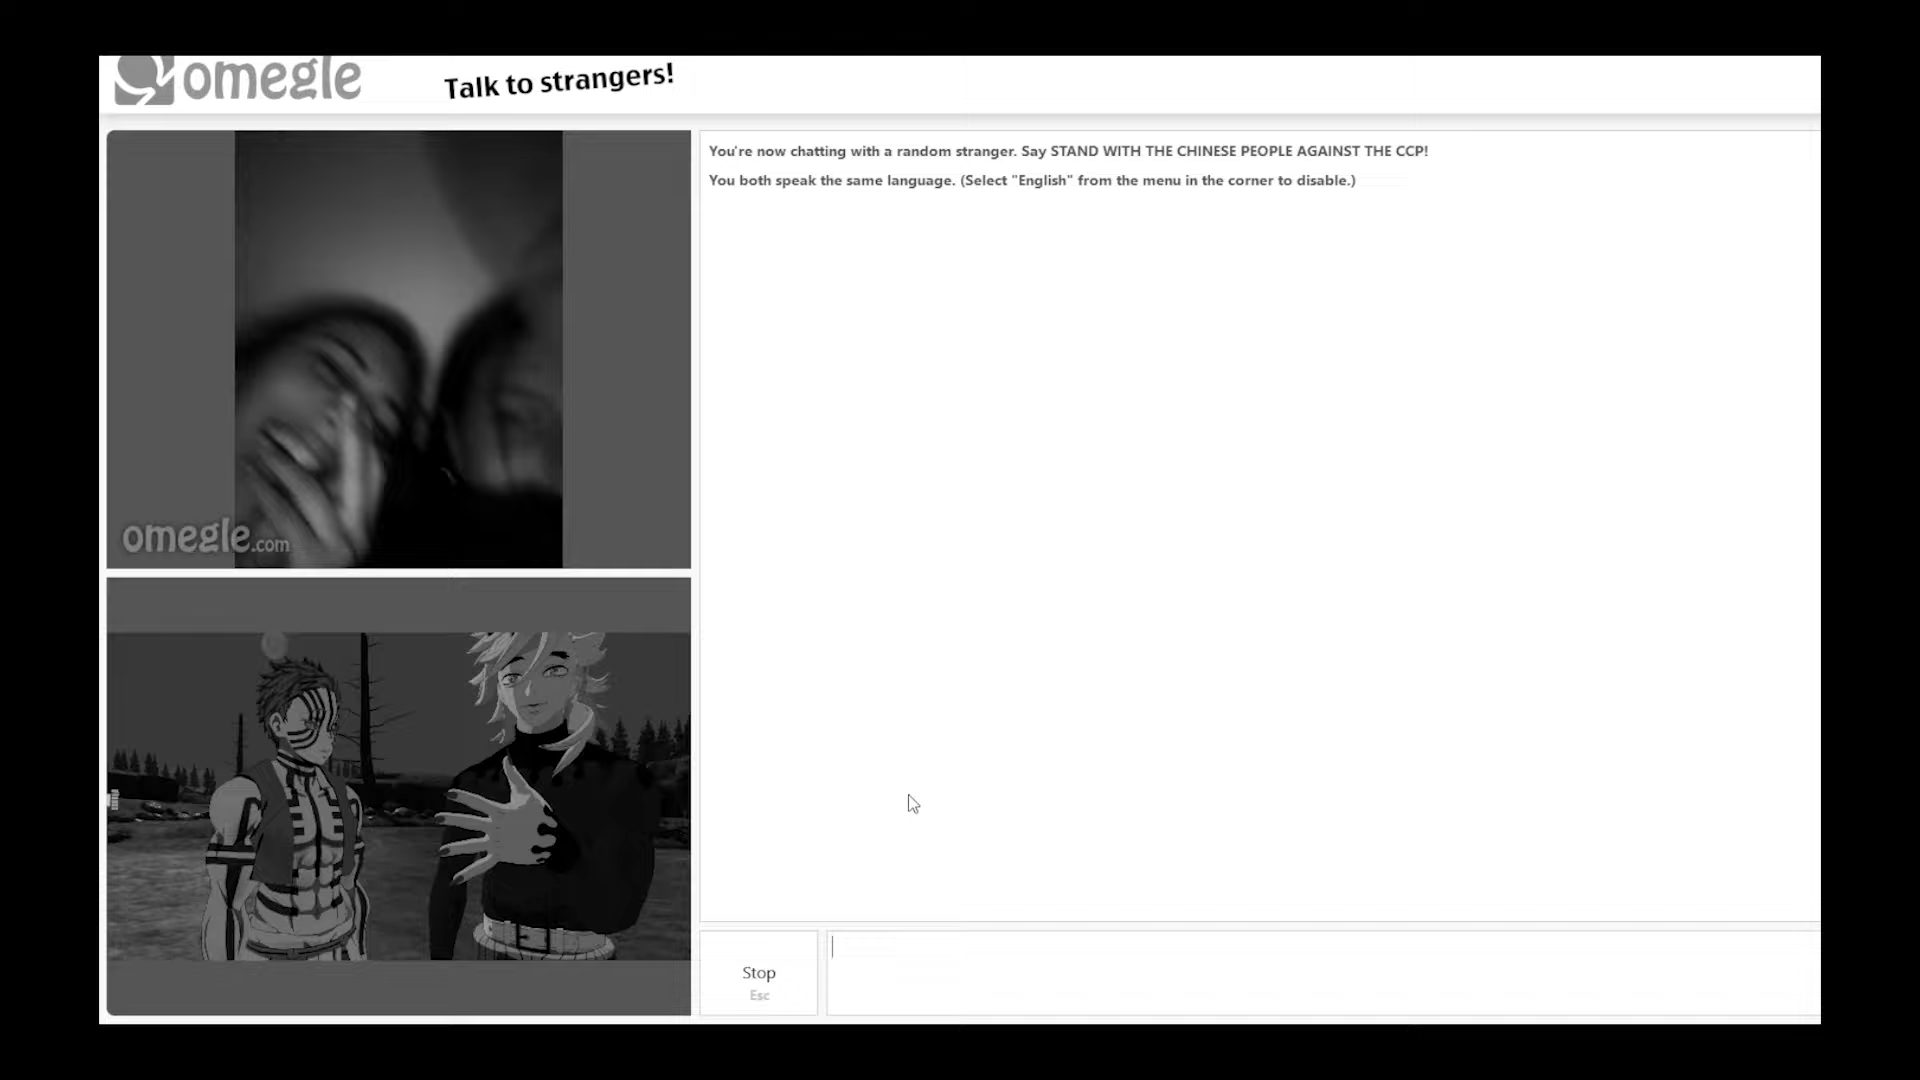 omegle
Talk to strangers!
You're now chatting with a random stranger. Say STAND WITH THE CHINESE PEOPLE AGAINST THE CCP!
You both speak the same language. (Select "English" from the menu in the corner to disable.)
omegle.com
Stop
Esc